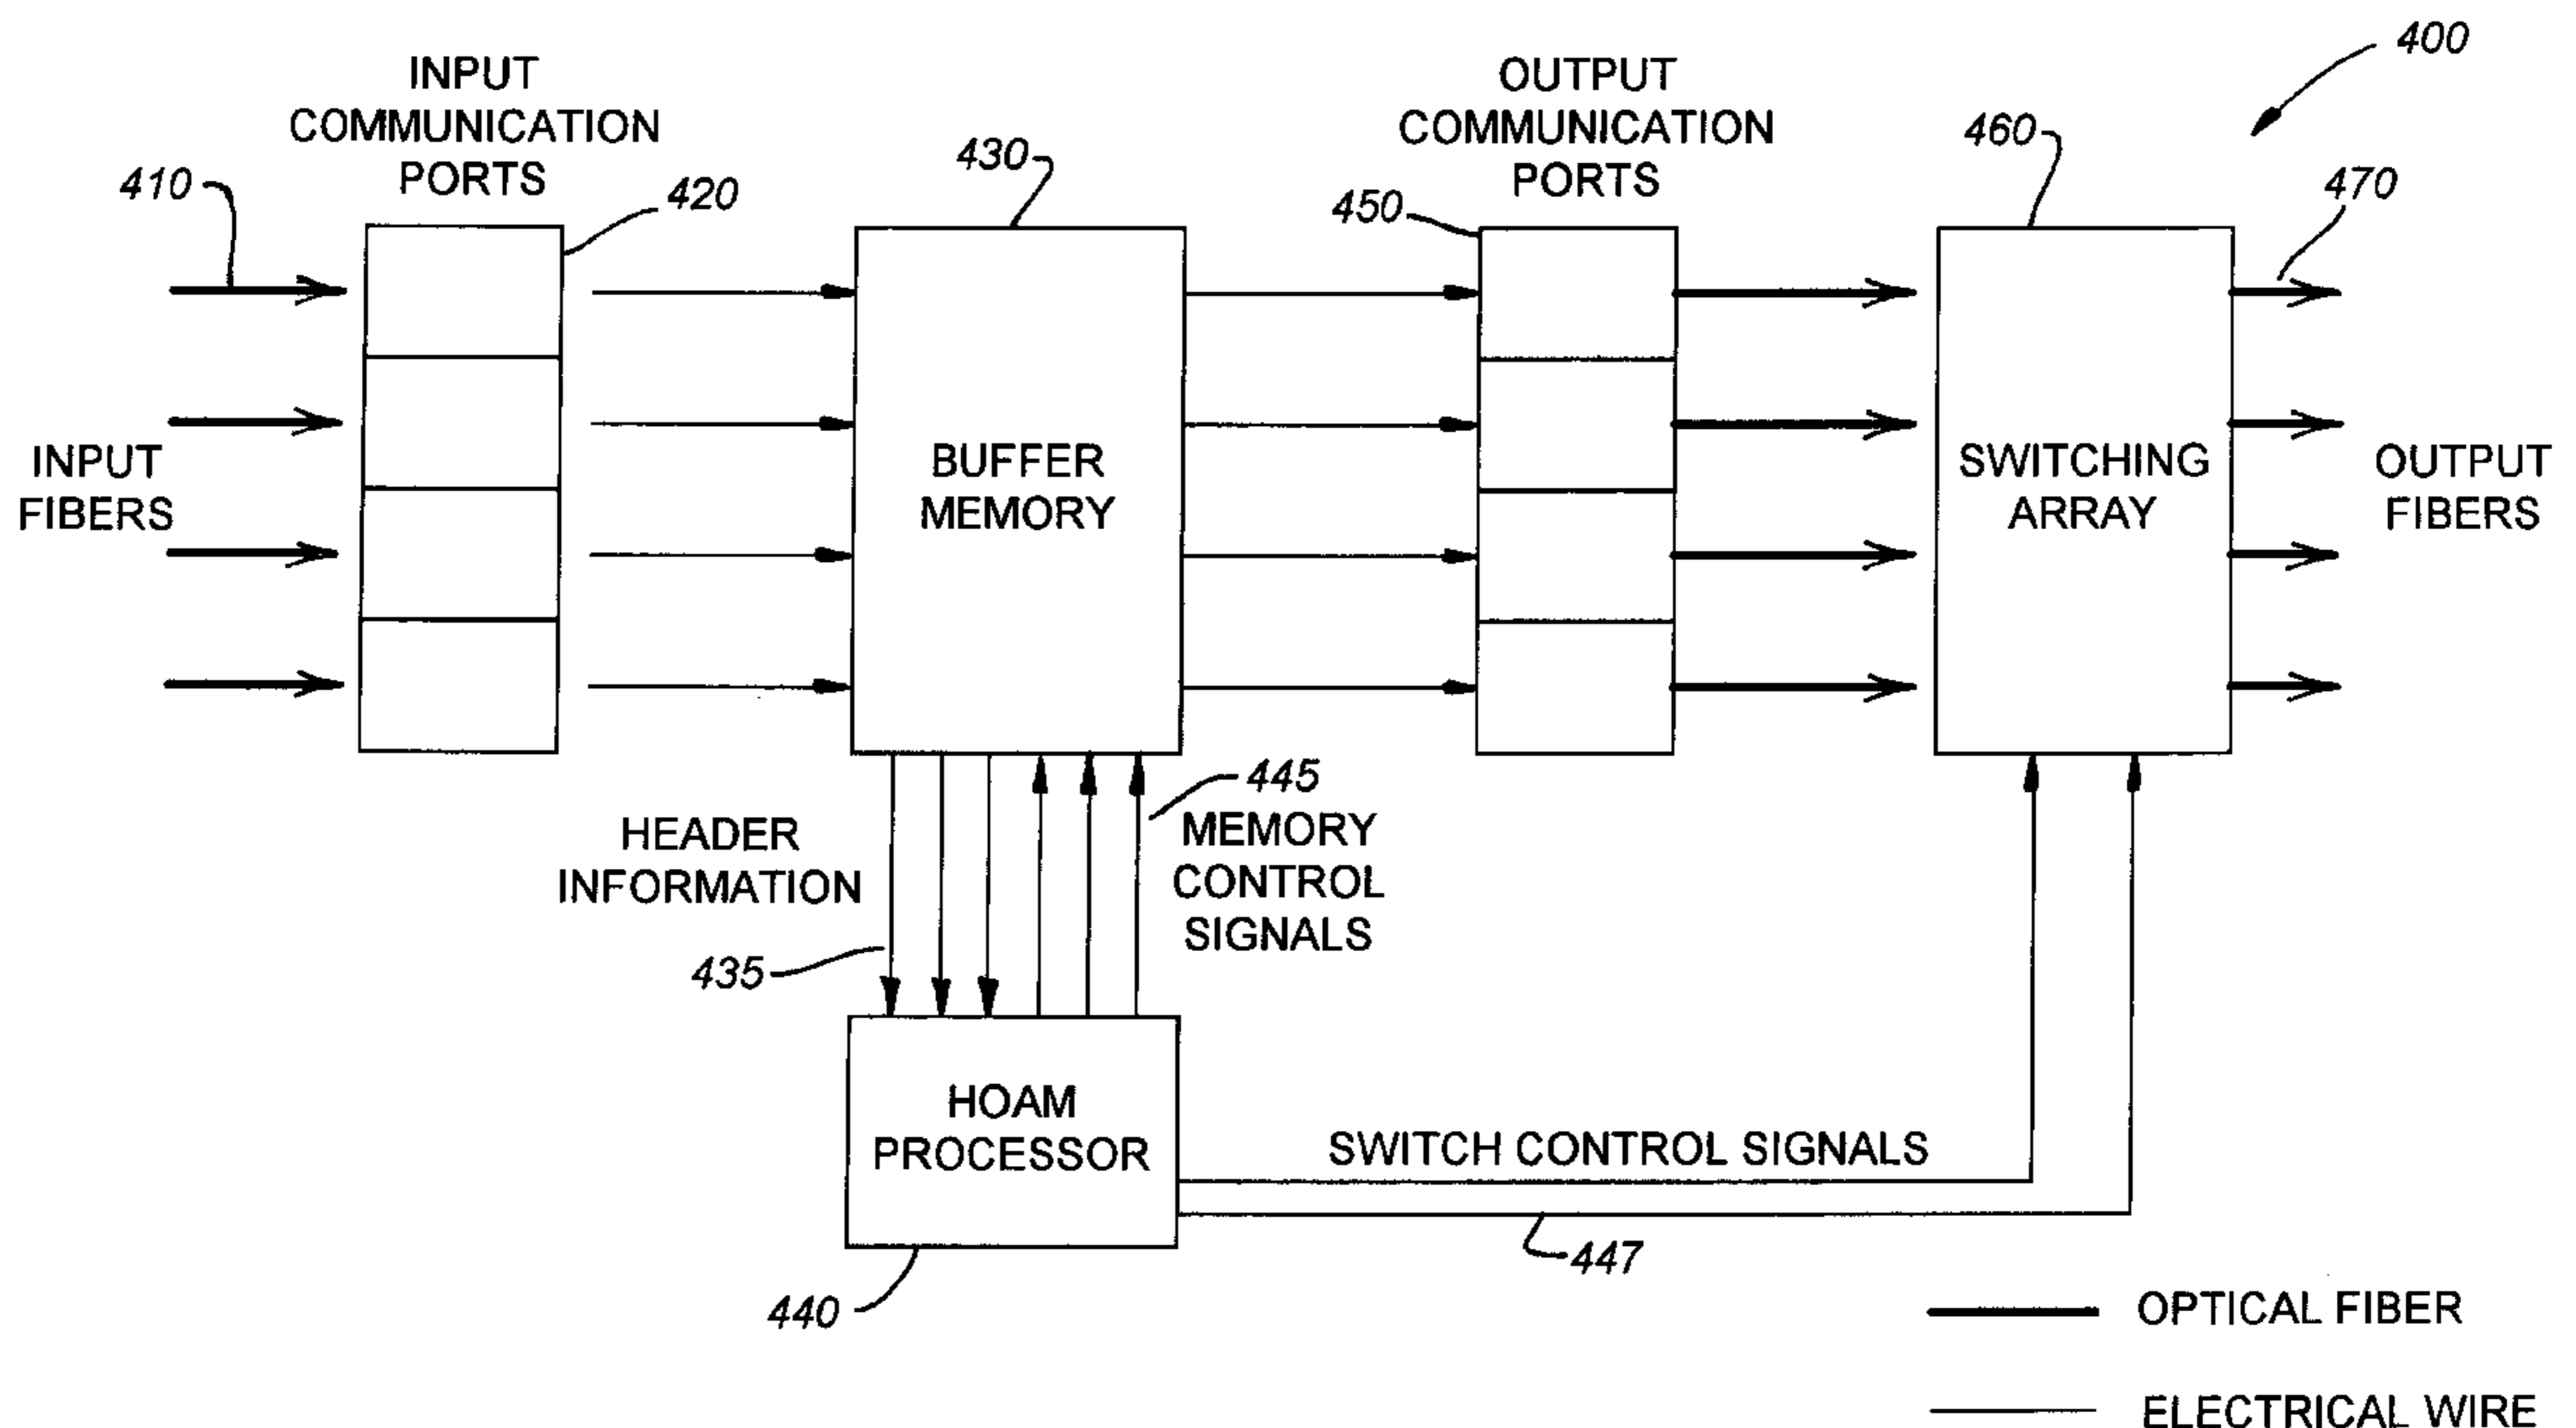 400
INPUT
COMMUNICATION
PORTS
OUTPUT
COMMUNICATION
PORTS
410
420
430
450
460
470
INPUT
FIBERS
BUFFER
MEMORY
SWITCHING
ARRAY
OUTPUT
FIBERS
HEADER
INFORMATION
435
445
MEMORY
CONTROL
SIGNALS
HOAM
PROCESSOR
440
SWITCH CONTROL SIGNALS
447
OPTICAL FIBER
ELECTRICAL WIRE